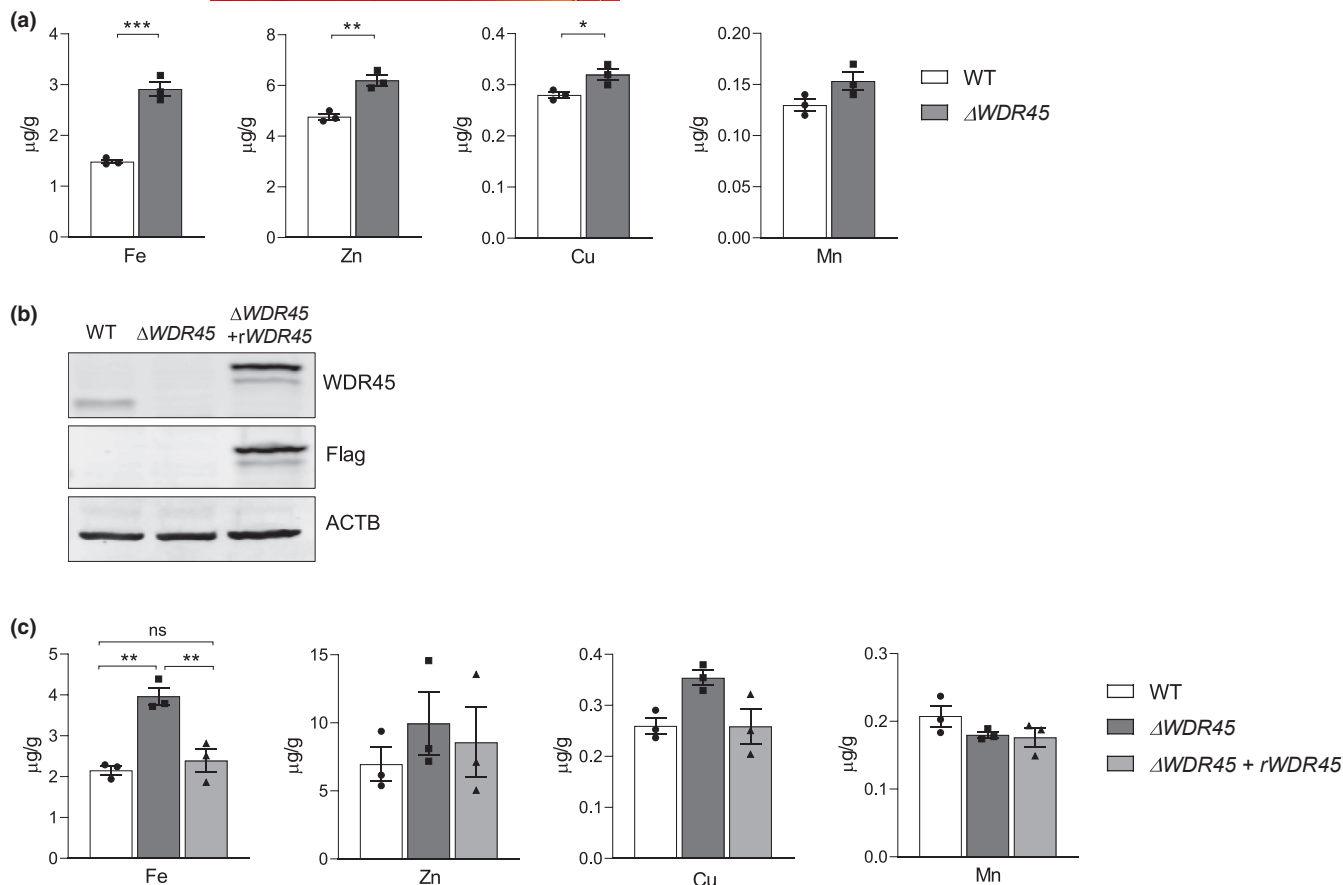 (a)
***
4
3
2
1
0
µg/g
Fe
**
8
6
4
2
0
µg/g
Zn
*
0.4
0.3
0.2
0.1
0.0
µg/g
Cu
0.20
0.15
0.10
0.05
0.00
µg/g
Mn
WT
ΔWDR45
(b)
WT
ΔWDR45
ΔWDR45
+rWDR45
WDR45
Flag
ACTB
(c)
ns
** **
5
4
3
2
1
0
µg/g
Fe
15
10
5
0
µg/g
Zn
0.4
0.3
0.2
0.1
0.0
µg/g
Cu
0.3
0.2
0.1
0.0
µg/g
Mn
WT
ΔWDR45
ΔWDR45 + rWDR45